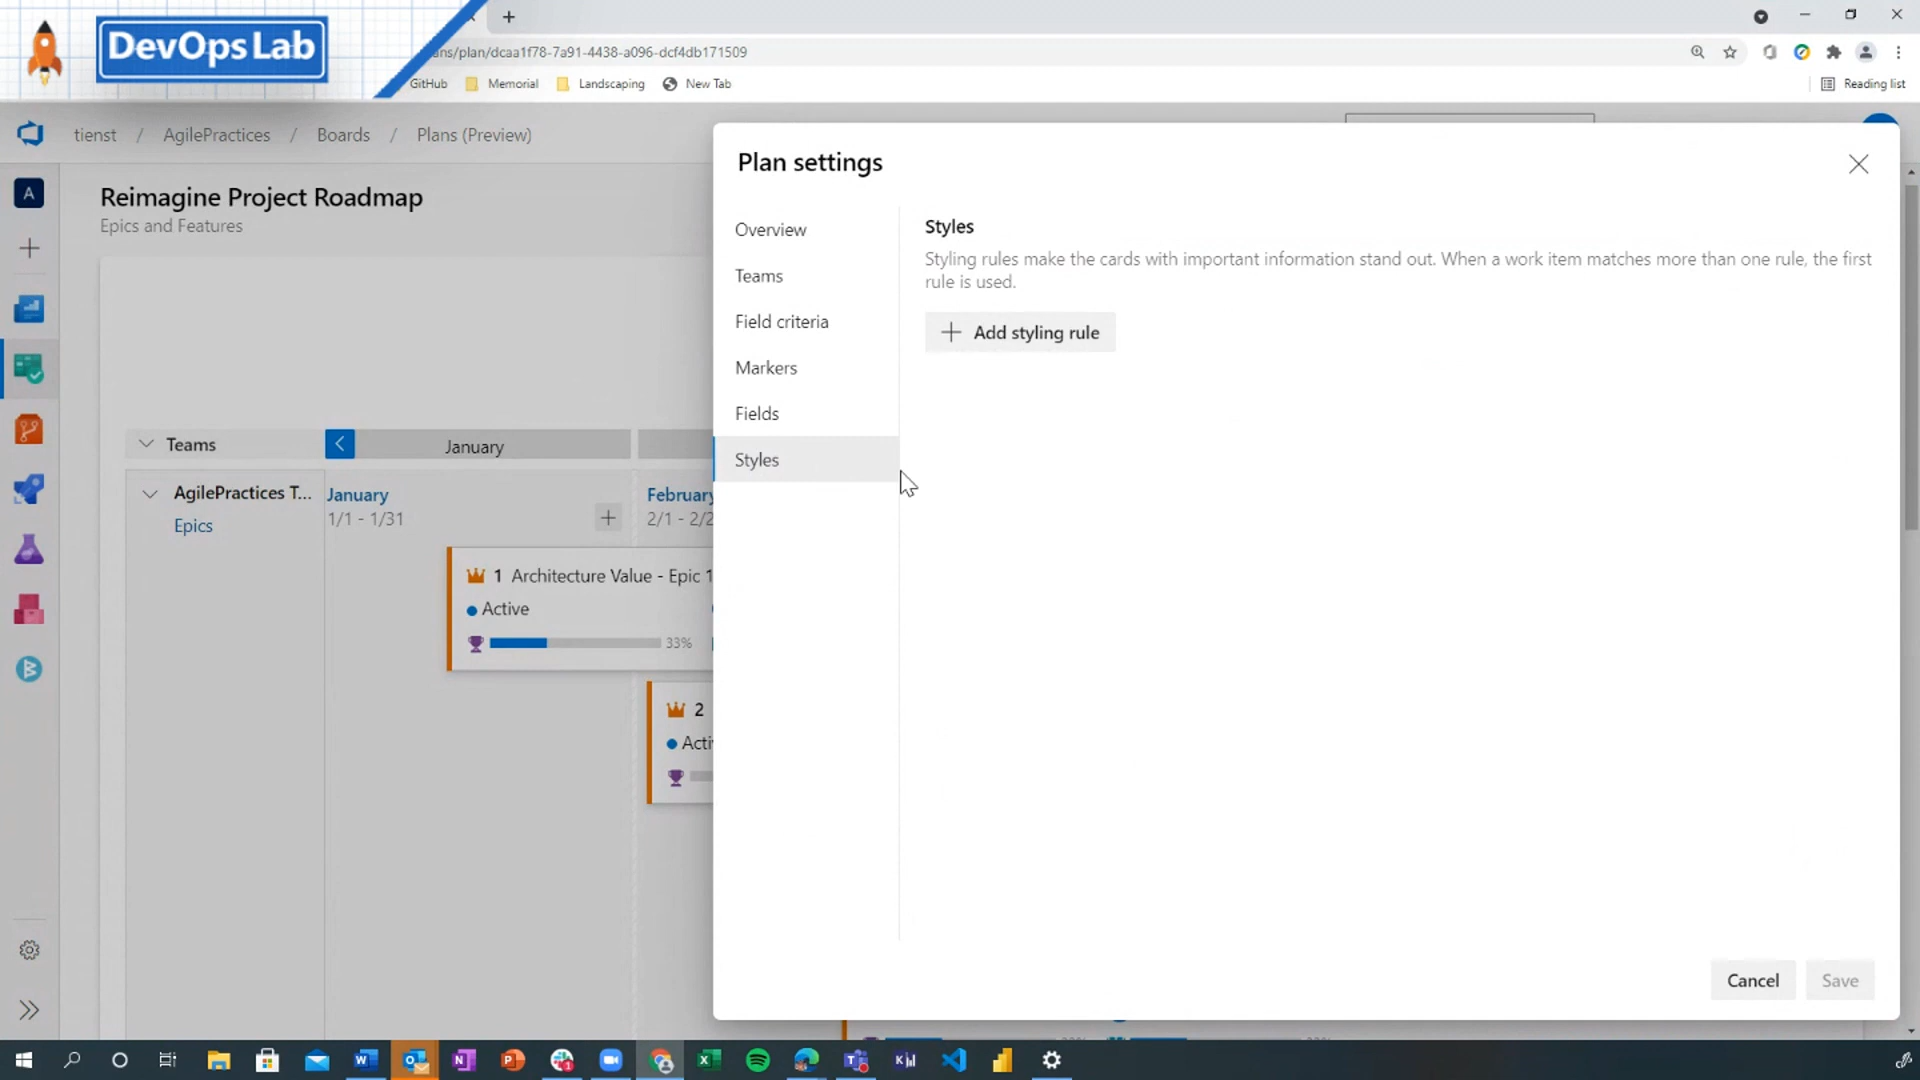 DevOps Lab
ans/plan/dcaa1f78-7a91-4438-a096-dcf4db171509
GitHub
Memorial
Landscaping
New Tab
Reading list
tienst / AgilePractices / Boards / Plans (Preview)
A
Reimagine Project Roadmap
Epics and Features
Teams
January
AgilePractices T...
Epics
January
1/1 - 1/31
February
2/1 - 2/2
1 Architecture Value - Epic 1
Active
33%
2
Acti
Plan settings
Overview
Teams
Field criteria
Markers
Fields
Styles
Styles
Styling rules make the cards with important information stand out. When a work item matches more than one rule, the first
rule is used.
Add styling rule
Cancel
Save